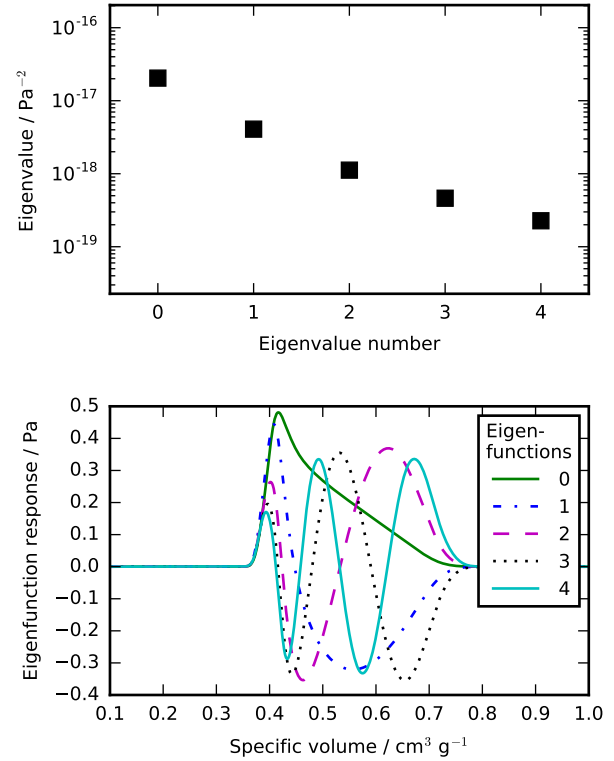 10⁻¹⁶
10⁻¹⁷
10⁻¹⁸
10⁻¹⁹
Eigenvalue / Pa⁻²
0 1 2 3 4
Eigenvalue number
0.5
0.4
0.3
0.2
0.1
0.0
−0.1
−0.2
−0.3
−0.4
Eigenfunction response / Pa
Eigen-
functions
0
1
2
3
4
0.1 0.2 0.3 0.4 0.5 0.6 0.7 0.8 0.9 1.0
Specific volume / cm³ g⁻¹